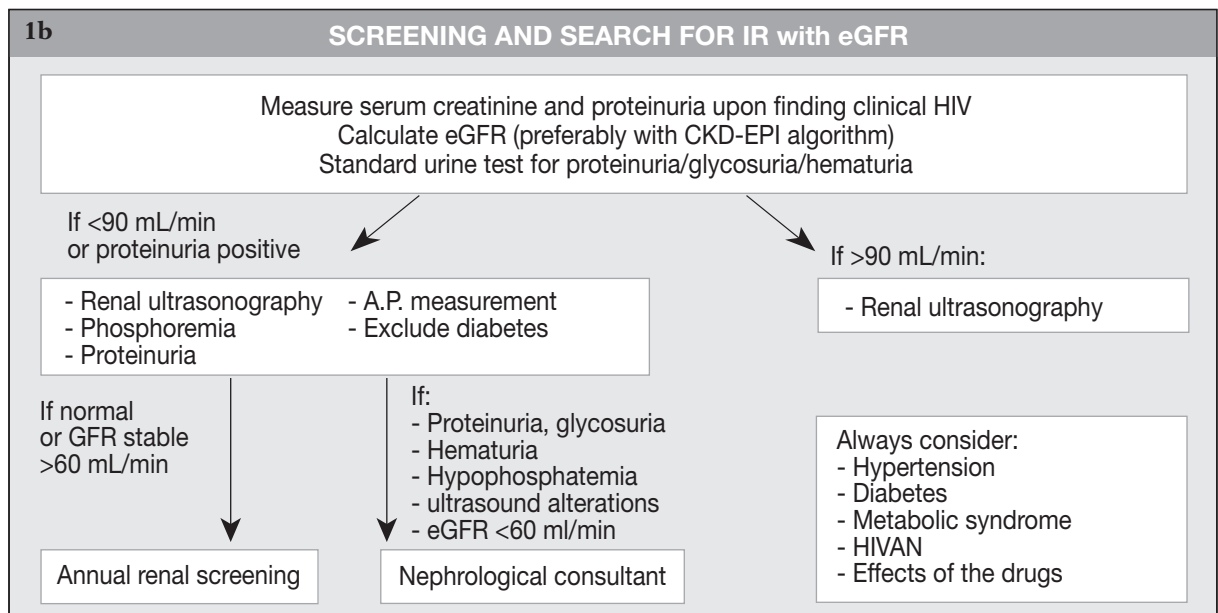 1b
SCREENING AND SEARCH FOR IR with eGFR
Measure serum creatinine and proteinuria upon finding clinical HIV
Calculate eGFR (preferably with CKD-EPI algorithm)
Standard urine test for proteinuria/glycosuria/hematuria
If <90 mL/min
or proteinuria positive
If >90 mL/min:
- Renal ultrasonography
- Phosphoremia
- Proteinuria
- A.P. measurement
- Exclude diabetes
- Renal ultrasonography
If normal
or GFR stable
>60 mL/min
If:
- Proteinuria, glycosuria
- Hematuria
- Hypophosphatemia
- ultrasound alterations
- eGFR <60 ml/min
Always consider:
- Hypertension
- Diabetes
- Metabolic syndrome
- HIVAN
- Effects of the drugs
Annual renal screening
Nephrological consultant